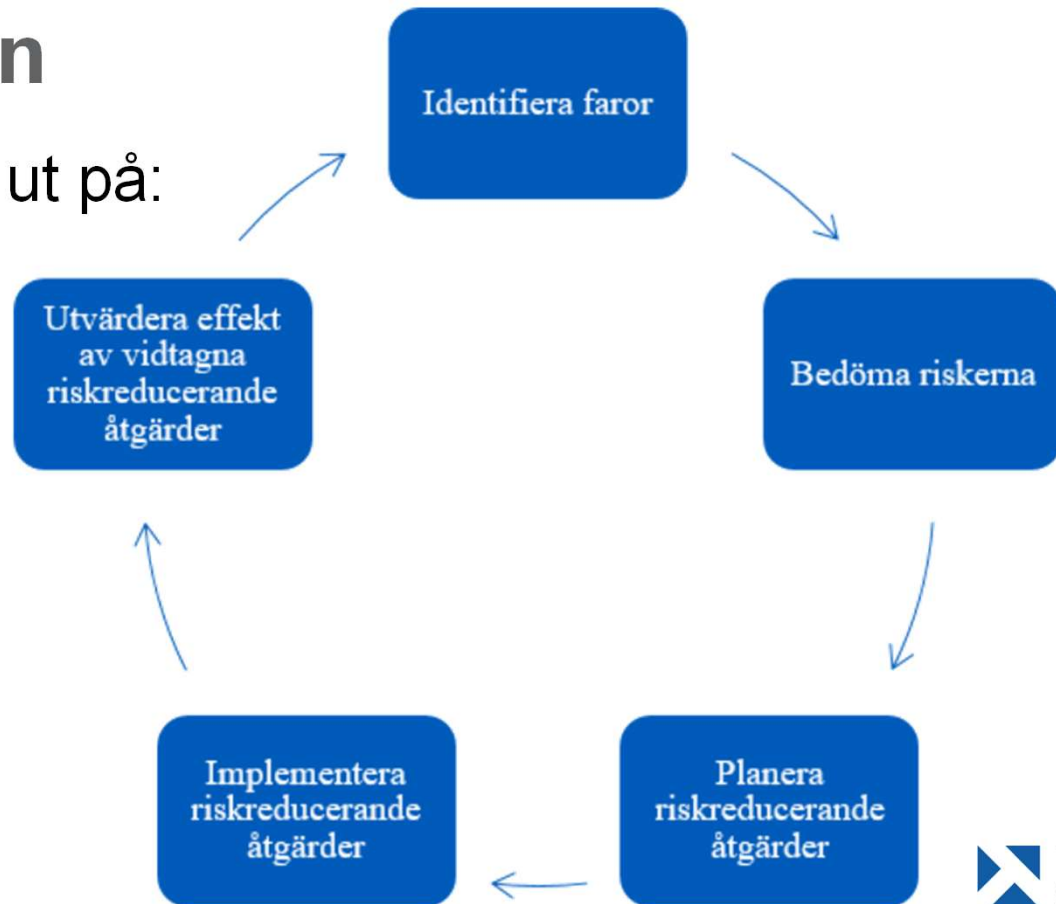 n
ut på:
Identifiera faror
Bedöma riskerna
Planera
riskreducerande
åtgärder
Implementera
riskreducerande
åtgärder
Utvärdera effekt
av vidtagna
riskreducerande
åtgärder